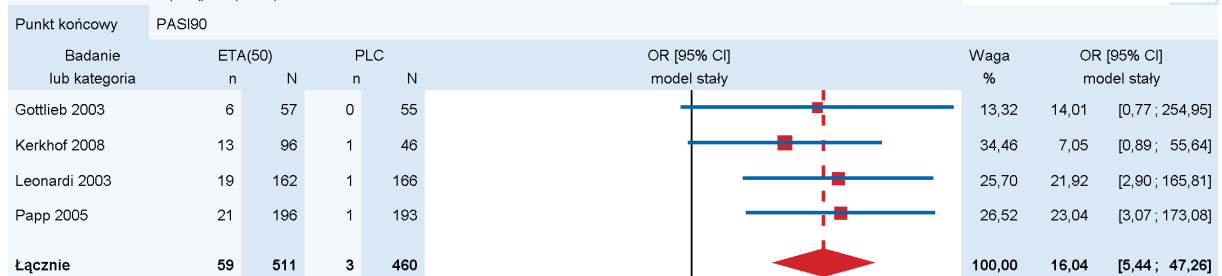 Punkt końcowy PASI90
Badanie ETA(50) PLC OR [95% CI] Waga OR [95% CI]
lub kategoria n N n N model stały % model stały
Gottlieb 2003 6 57 0 55 13,32 14,01 [0,77 ; 254,95]
Kerkhof 2008 13 96 1 46 34,46 7,05 [0,89 ; 55,64]
Leonardi 2003 19 162 1 166 25,70 21,92 [2,90 ; 165,81]
Papp 2005 21 196 1 193 26,52 23,04 [3,07 ; 173,08]
Łącznie 59 511 3 460 100,00 16,04 [5,44 ; 47,26]